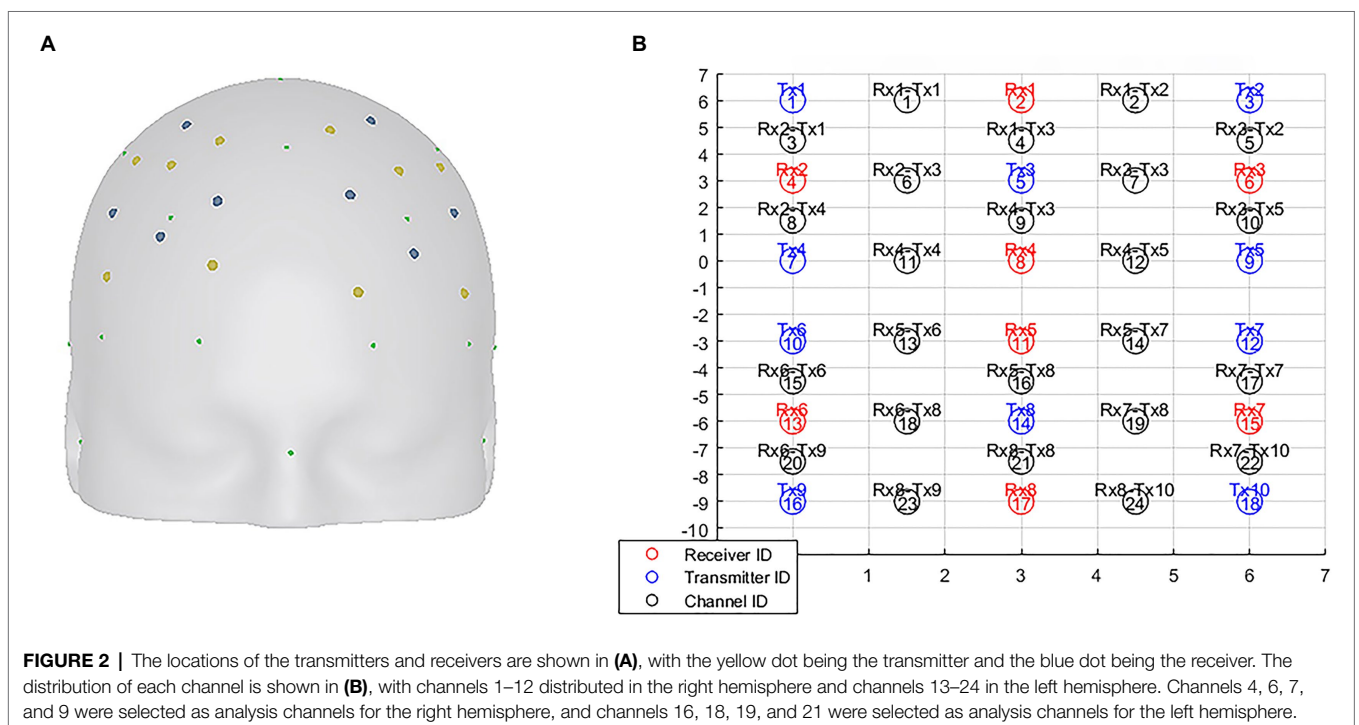 A
B
7
Tx1 Rx1-Tx1 Rx1 Rx1-Tx2 Tx2
6 1 1 2 2 3
5 Rx2-Tx1 Rx1-Tx3 Rx3-Tx2
3 4 5
4
Rx2 Rx2-Tx3 Tx3 Rx3-Tx3 Rx3
3 4 6 5 7 6
2 Rx2-Tx4 Rx4-Tx3 Rx3-Tx5
8 9 10
1
Tx4 Rx4-Tx4 Rx4 Rx4-Tx5 Tx5
0 7 11 8 12 9
-1
-2
Tx6 Rx5-Tx6 Rx5 Rx5-Tx7 Tx7
-3 10 13 11 14 12
-4 Rx6-Tx6 Rx5-Tx8 Rx7-Tx7
15 16 17
-5
Rx6 Rx6-Tx8 Tx8 Rx7-Tx8 Rx7
-6 13 18 14 19 15
-7 Rx6-Tx9 Rx8-Tx8 Rx7-Tx10
20 21 22
-8
Tx9 Rx8-Tx9 Rx8 Rx8-Tx10 Tx10
-9 16 23 17 24 18
-10
1 2 3 4 5 6 7
Receiver ID
Transmitter ID
Channel ID
FIGURE 2 | The locations of the transmitters and receivers are shown in (A), with the yellow dot being the transmitter and the blue dot being the receiver. The
distribution of each channel is shown in (B), with channels 1–12 distributed in the right hemisphere and channels 13–24 in the left hemisphere. Channels 4, 6, 7,
and 9 were selected as analysis channels for the right hemisphere, and channels 16, 18, 19, and 21 were selected as analysis channels for the left hemisphere.